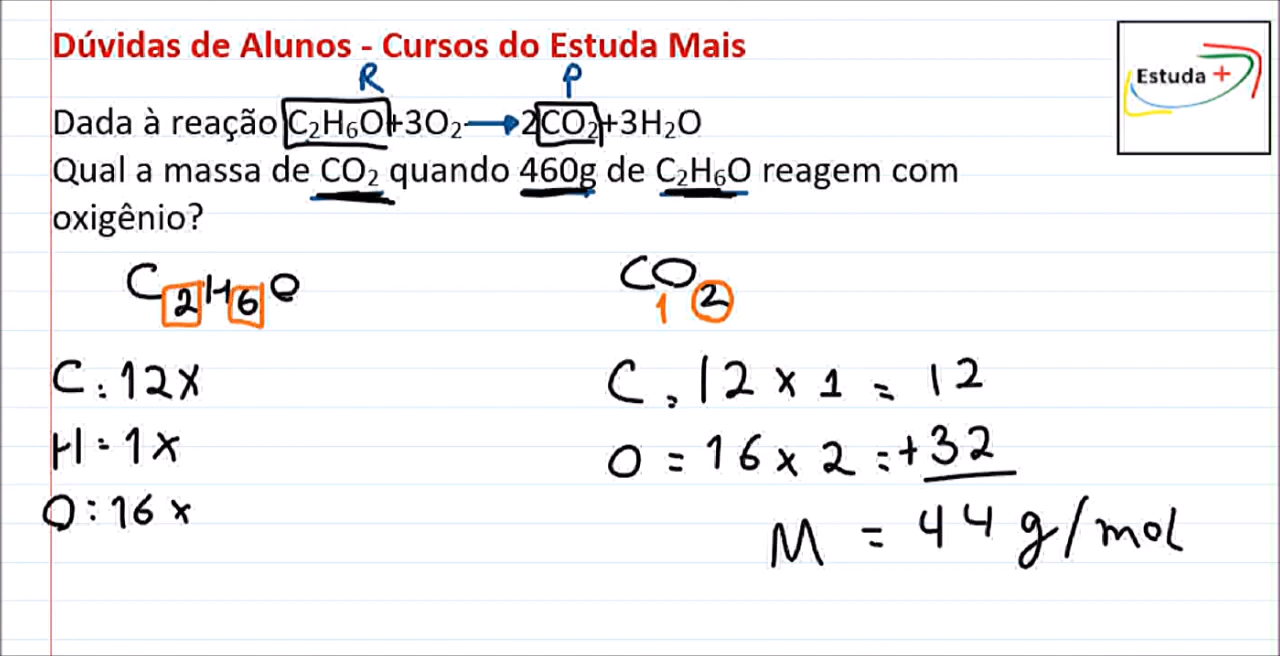 Dúvidas de Alunos - Cursos do Estuda Mais
Estuda +
R P
Dada à reação C₂H₆O+3O₂→2CO₂+3H₂O
Qual a massa de CO₂ quando 460g de C₂H₆O reagem com
oxigênio?
C₂H₆O
CO₂
1
C: 12x
H = 1x
O: 16x
C = 12 x 1 = 12
O = 16 x 2 = +32
M = 44 g/mol